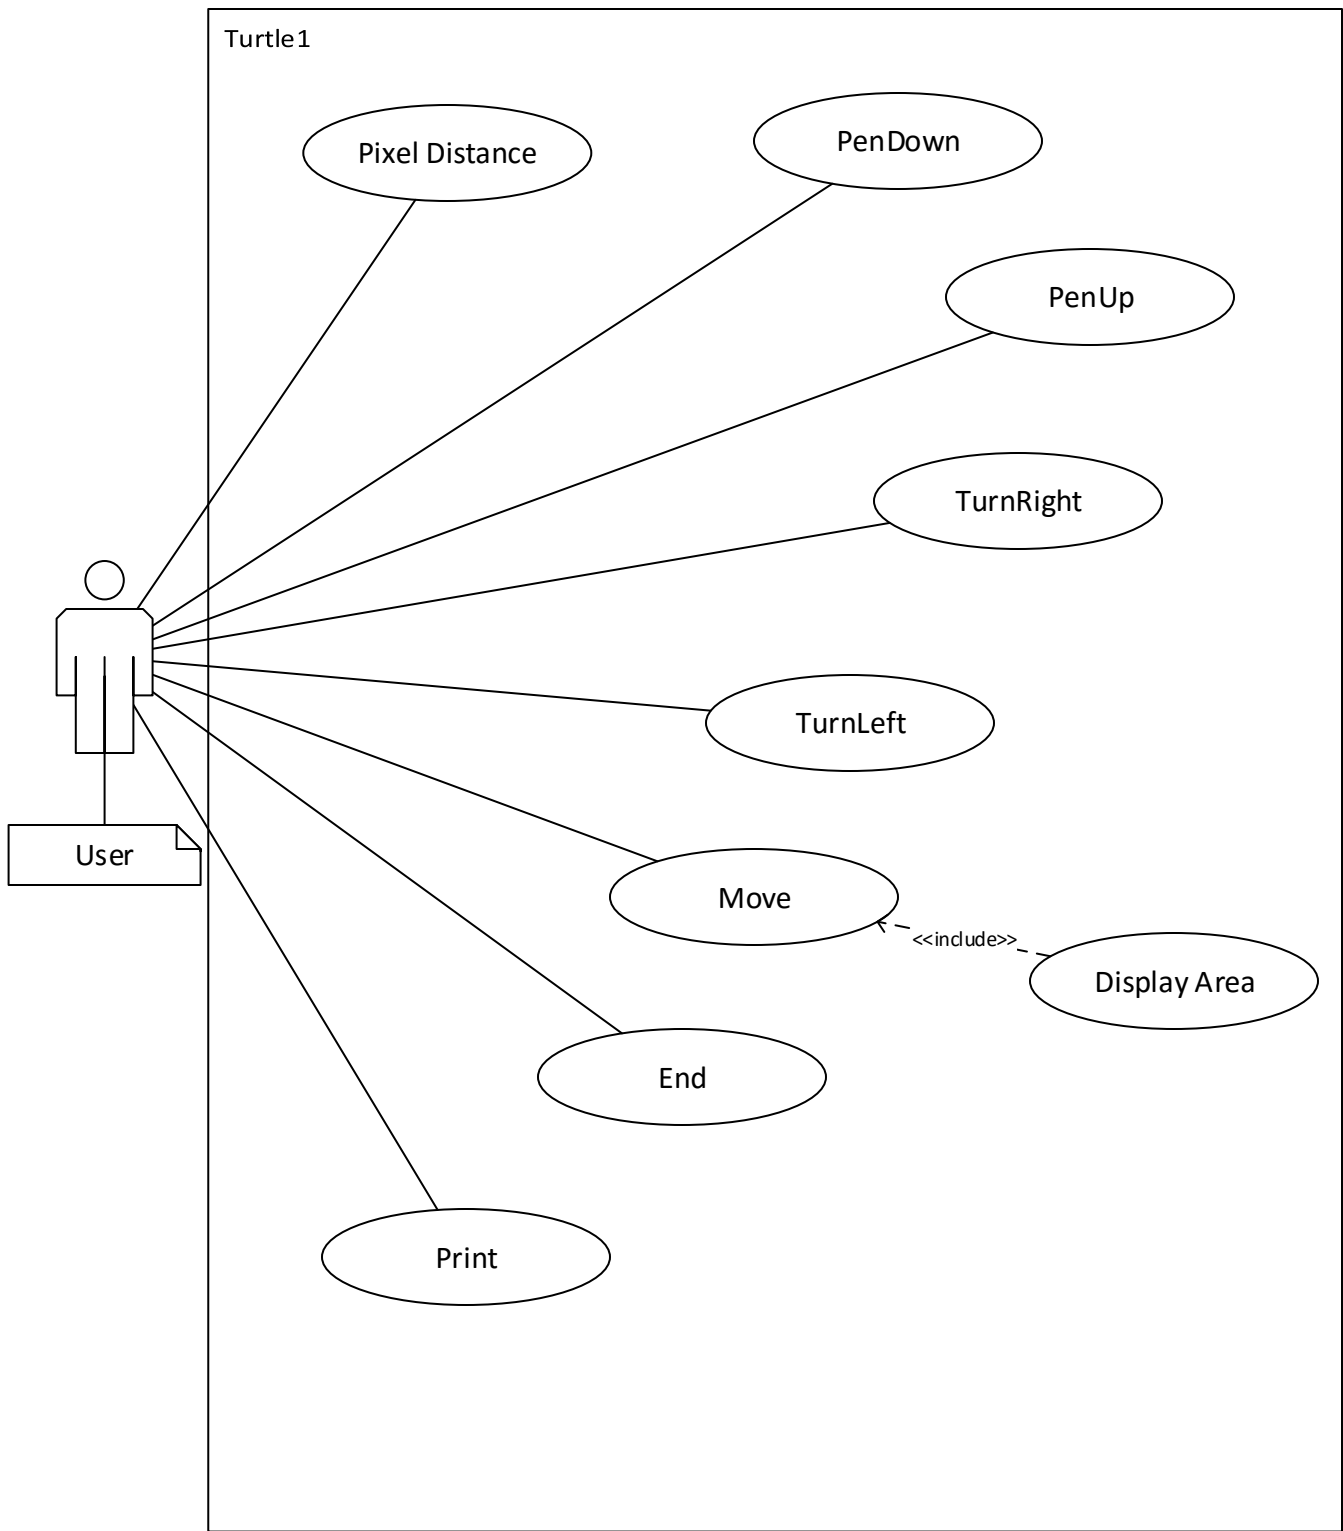 Turtle1
Pixel Distance
PenDown
PenUp
TurnRight
TurnLeft
User
Move
<<include>>
Display Area
End
Print